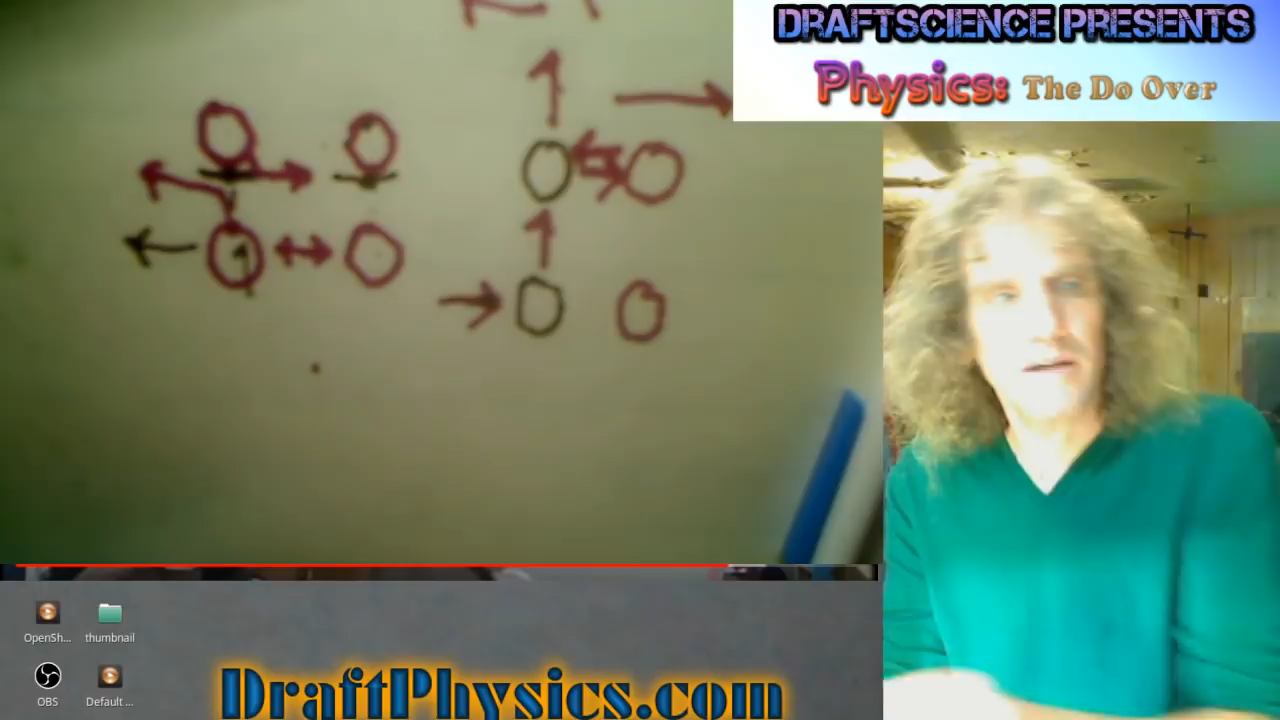 DRAFTSCIENCE PRESENTS
Physics: The Do Over
OpenSh...
thumbnail
OBS
Default ...
DraftPhysics.com